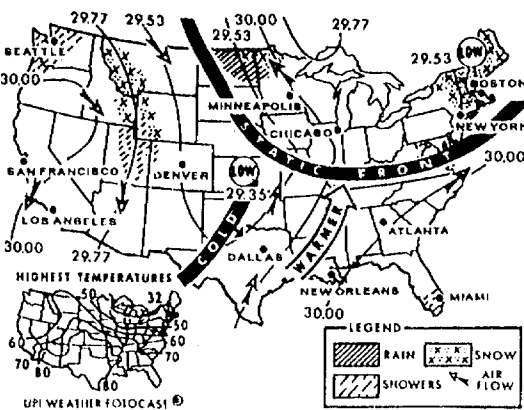 29.77
29.53
30.00
29.77
SEATTLE
29.53
29.53
LOW
30.00
BOSTON
MINNEAPOLIS
NEW YORK
CHICAGO
STATIC FRONT
30.00
SAN FRANCISCO
DENVER
LOW
29.35
LOS ANGELES
COLD
WARMER
ATLANTA
30.00
29.77
DALLAS
HIGHEST TEMPERATURES
NEW ORLEANS
MIAMI
30.00
50
32
LEGEND
RAIN
SNOW
SHOWERS
AIR FLOW
50
60
60
70
70
80
80
UPI WEATHER FOTOCAST ®